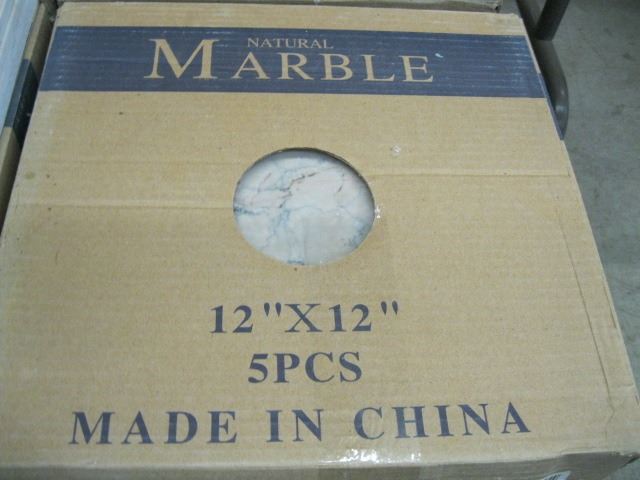 NATURAL
MARBLE
12"X12"
5PCS
MADE IN CHINA